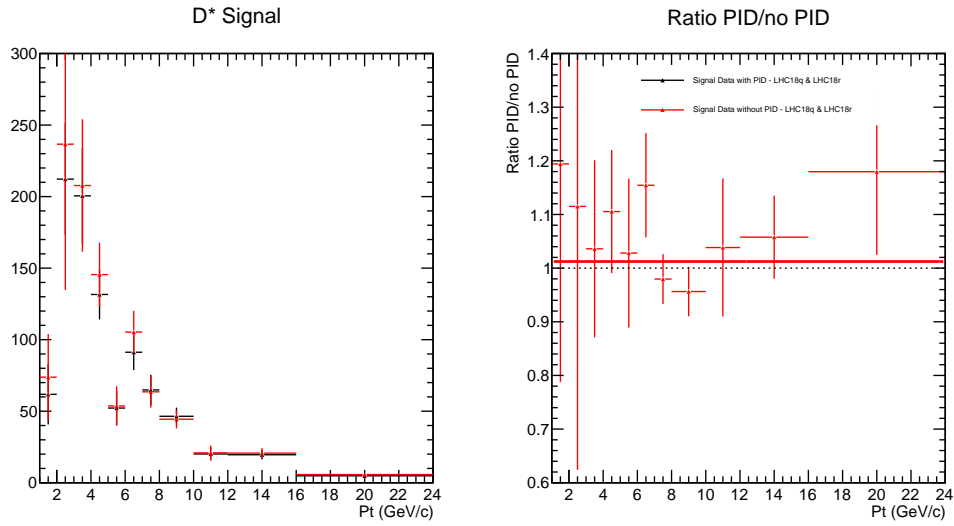 D* Signal
300
250
200
150
100
50
0
2 4 6 8 10 12 14 16 18 20 22 24
Pt (GeV/c)
Ratio PID/no PID
Ratio PID/no PID
1.4
1.3
1.2
1.1
1
0.9
0.8
0.7
0.6
Signal Data with PID - LHC18q & LHC18r
Signal Data without PID - LHC18q & LHC18r
2 4 6 8 10 12 14 16 18 20 22 24
Pt (GeV/c)